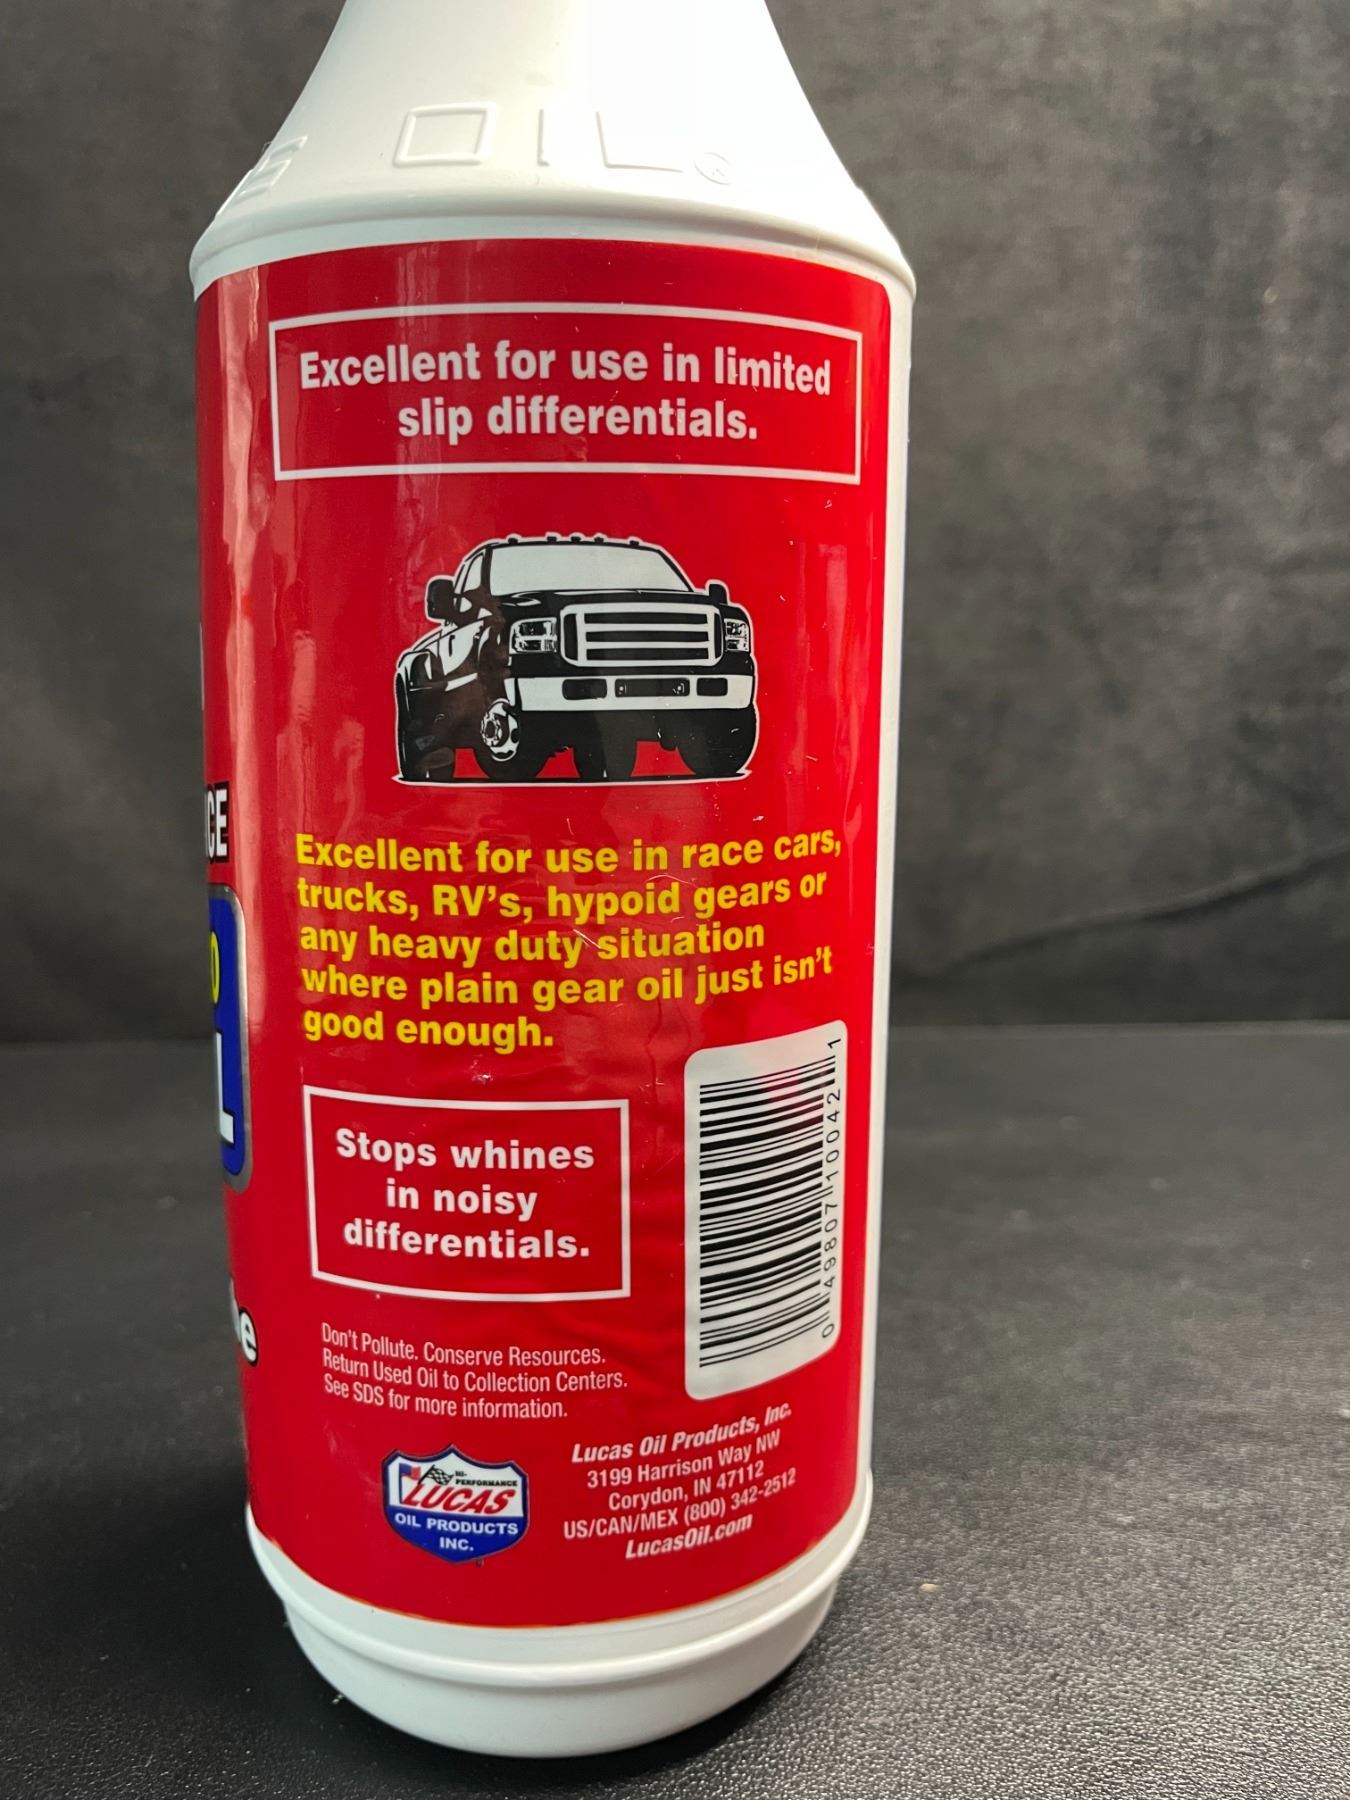 OIL®
Excellent for use in limited
slip differentials.
CE
Excellent for use in race cars,
trucks, RV's, hypoid gears or
any heavy duty situation
where plain gear oil just isn't
good enough.
Stops whines
in noisy
differentials.
0 49807 10042 1
Don't Pollute. Conserve Resources.
Return Used Oil to Collection Centers.
See SDS for more information.
HI-
PERFORMANCE
LUCAS
OIL PRODUCTS
INC.
Lucas Oil Products, Inc.
3199 Harrison Way NW
Corydon, IN 47112
US/CAN/MEX (800) 342-2512
LucasOil.com